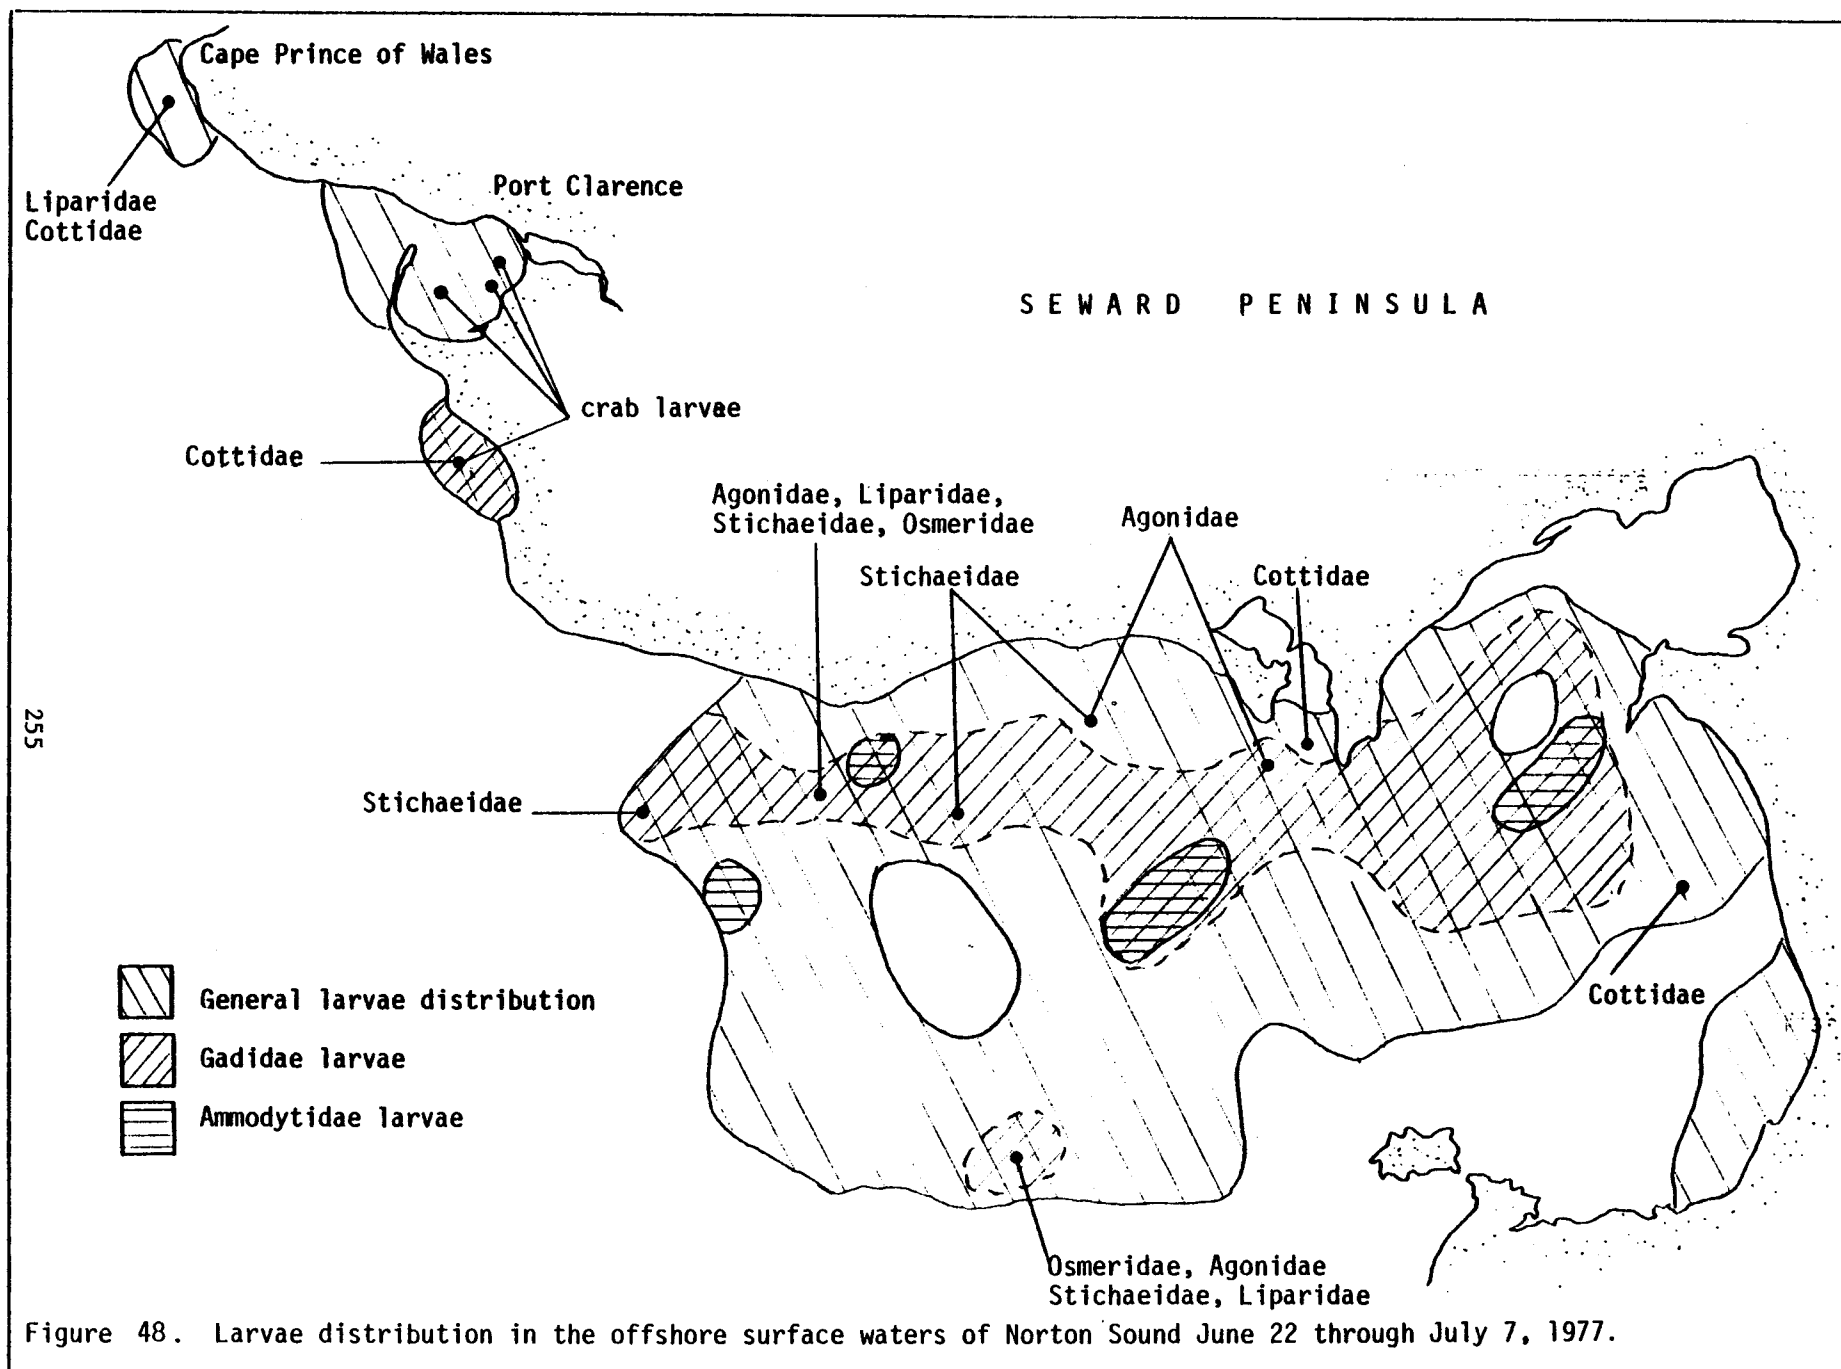 Cape Prince of Wales
Liparidae
Cottidae
Port Clarence
SEWARD PENINSULA
crab larvae
Cottidae
Agonidae, Liparidae,
Stichaeidae, Osmeridae
Agonidae
Stichaeidae
Cottidae
Stichaeidae
255
General larvae distribution
Gadidae larvae
Ammodytidae larvae
Cottidae
Osmeridae, Agonidae
Stichaeidae, Liparidae
Figure 48. Larvae distribution in the offshore surface waters of Norton Sound June 22 through July 7, 1977.